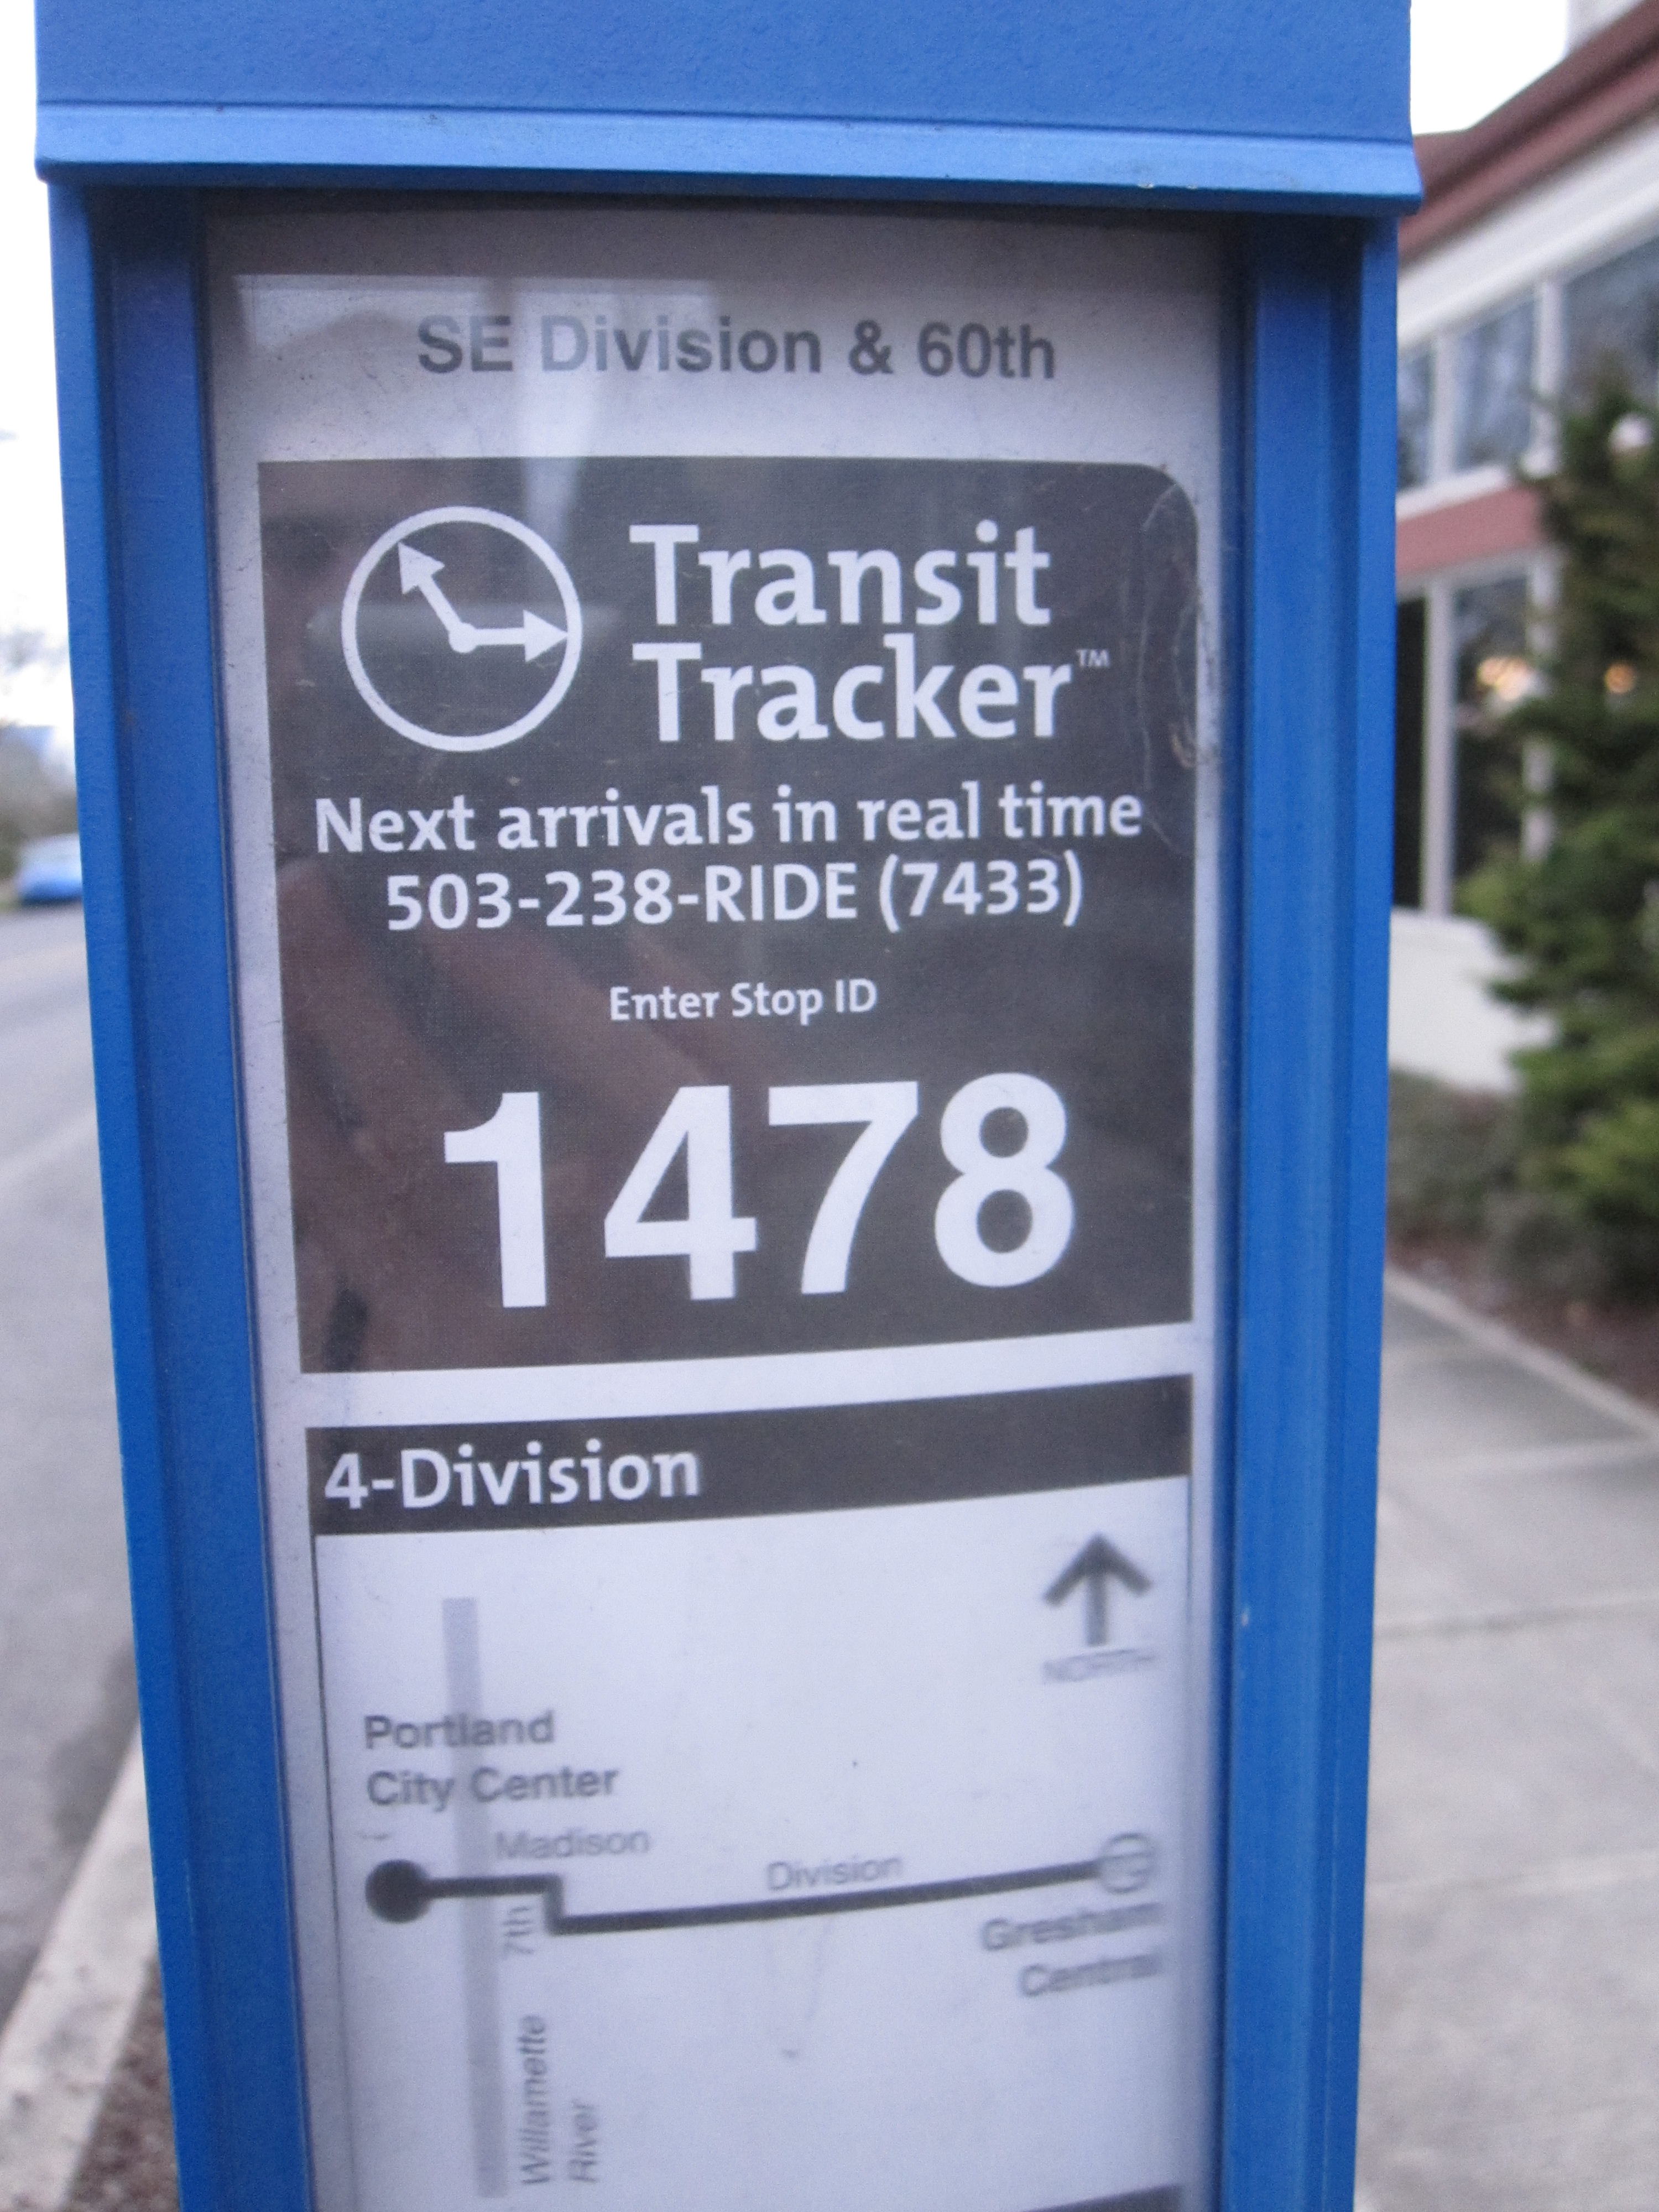 SE Division & 60th
Transit
Tracker™
Next arrivals in real time
503-238-RIDE (7433)
Enter Stop ID
1478
4-Division
NORTH
Portland
City Center
Madison
Division
7th
Gresham
Central
Willamette
River